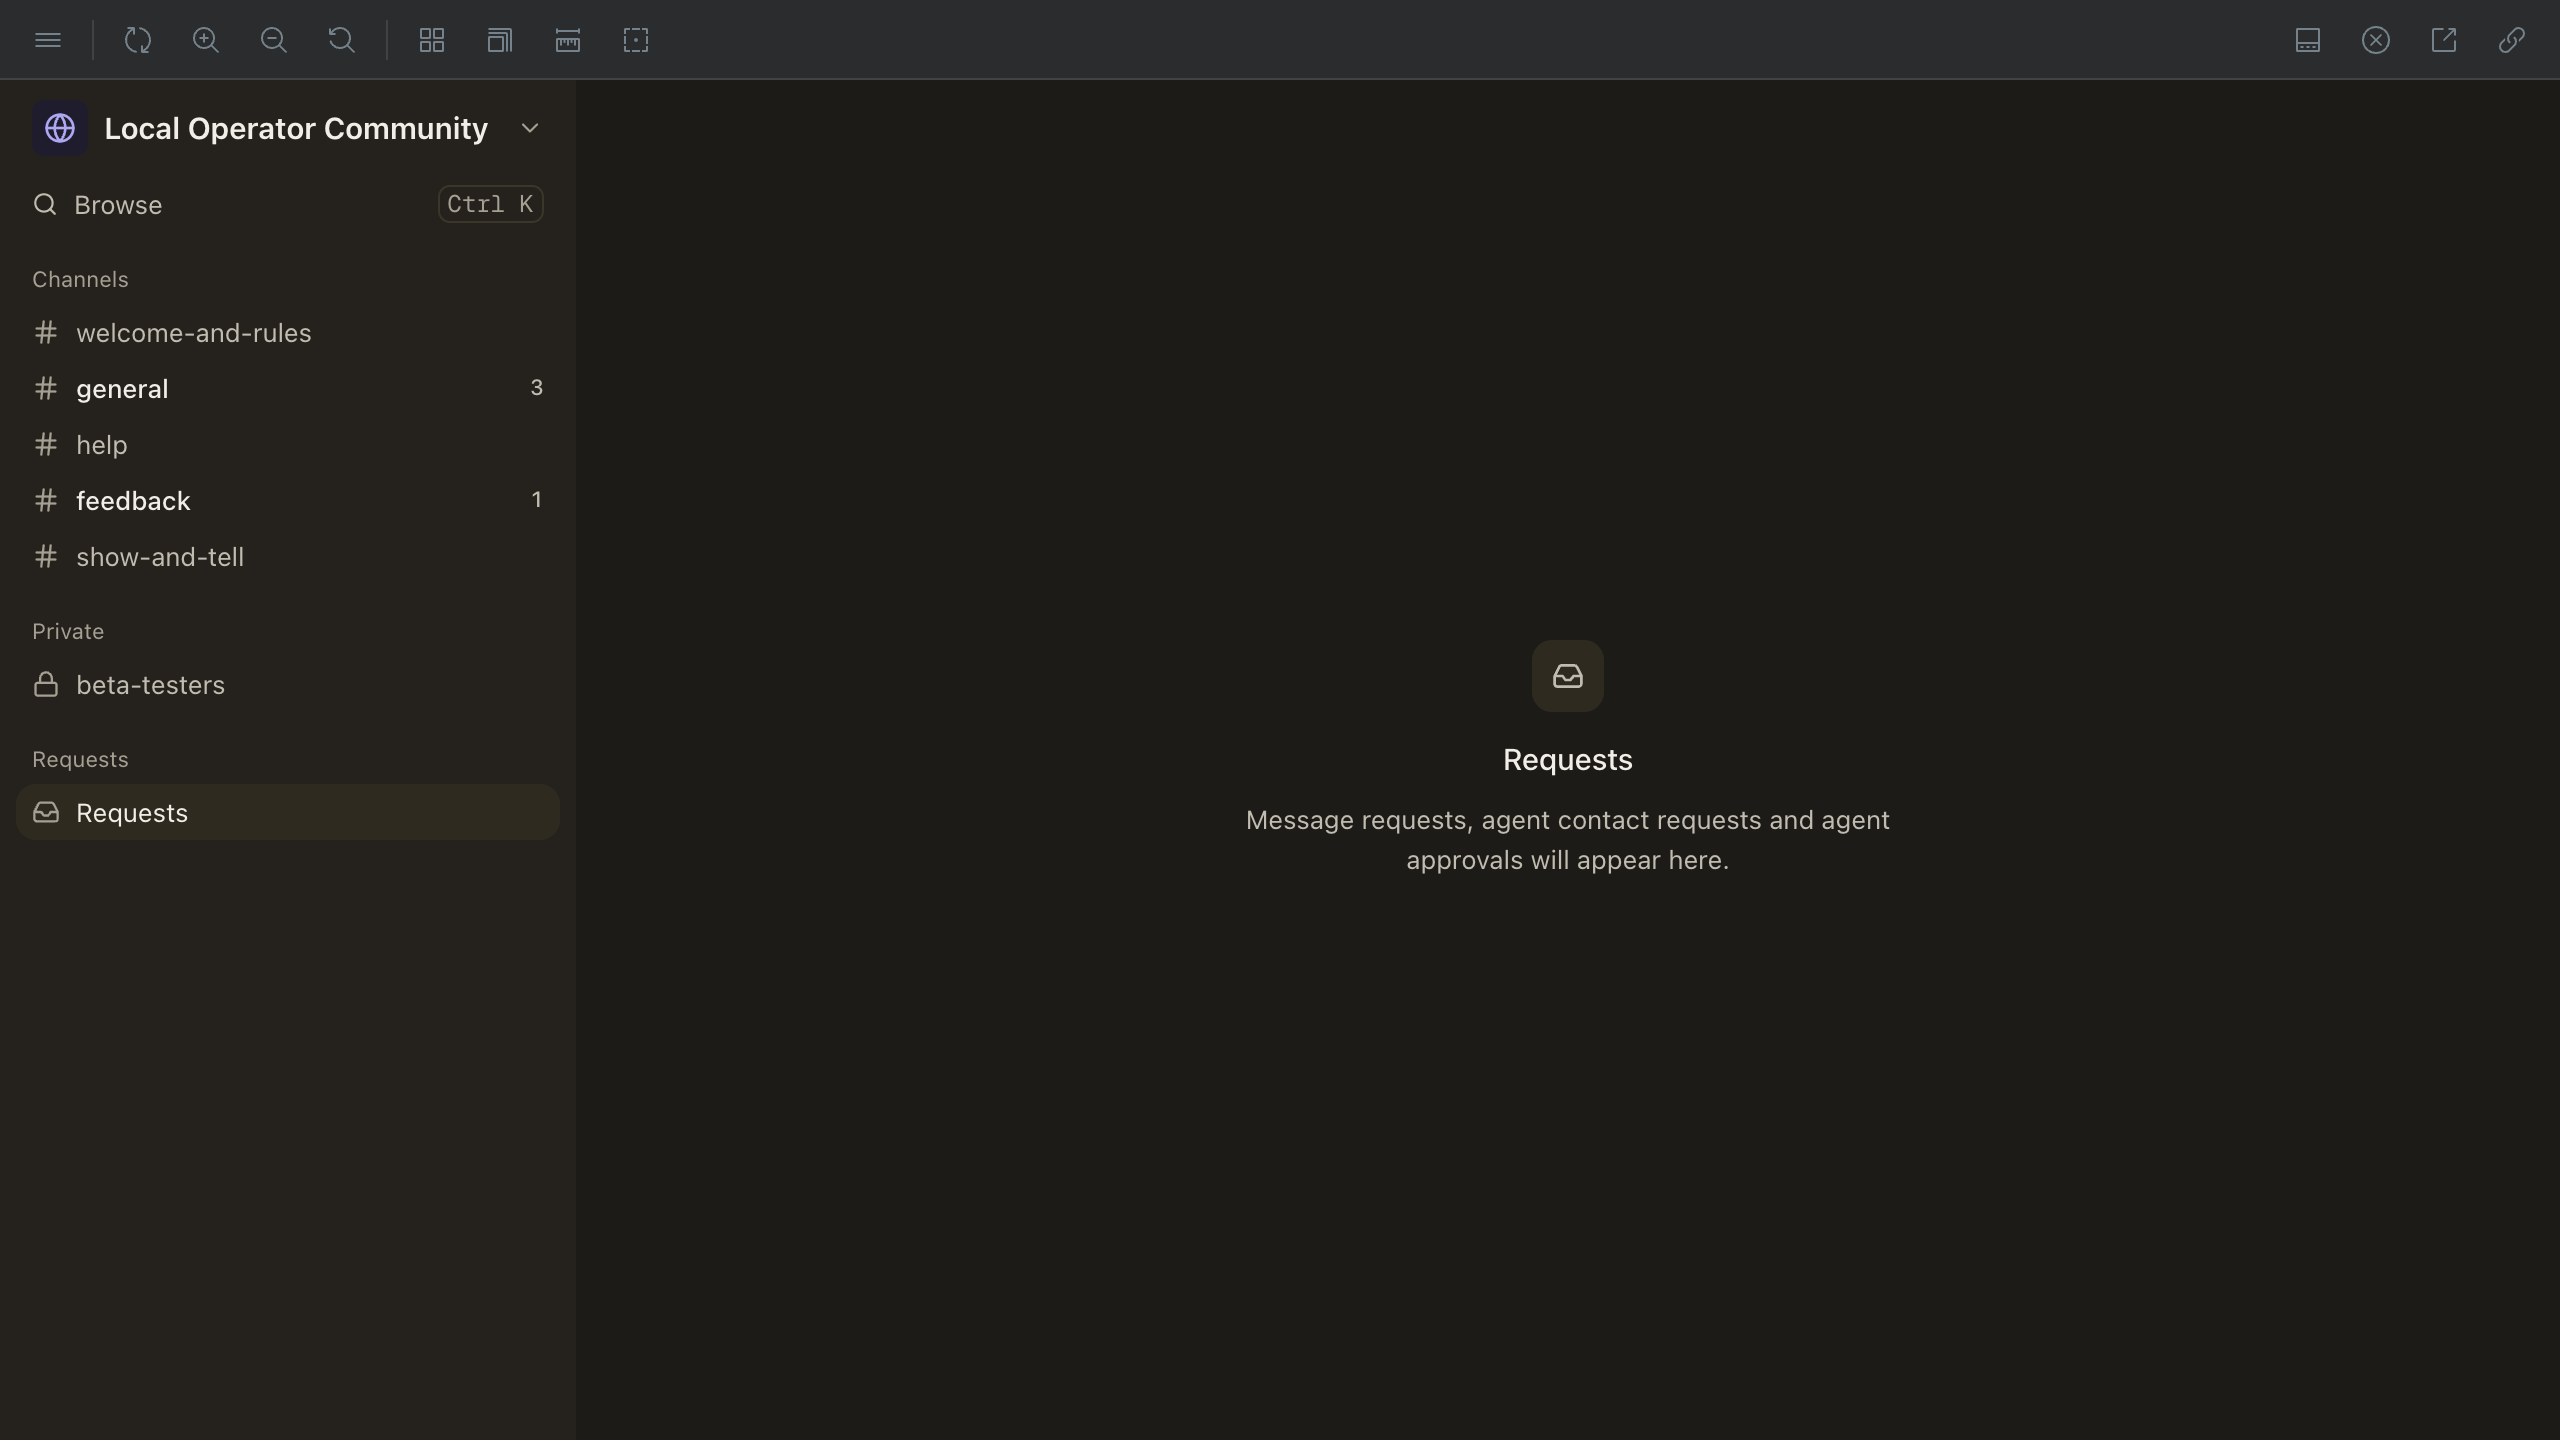 Local Operator Community
Browse
Ctrl K
Channels
welcome-and-rules
general
3
help
feedback
1
show-and-tell
Private
beta-testers
Requests
Requests
Requests
Message requests, agent contact requests and agent
approvals will appear here.